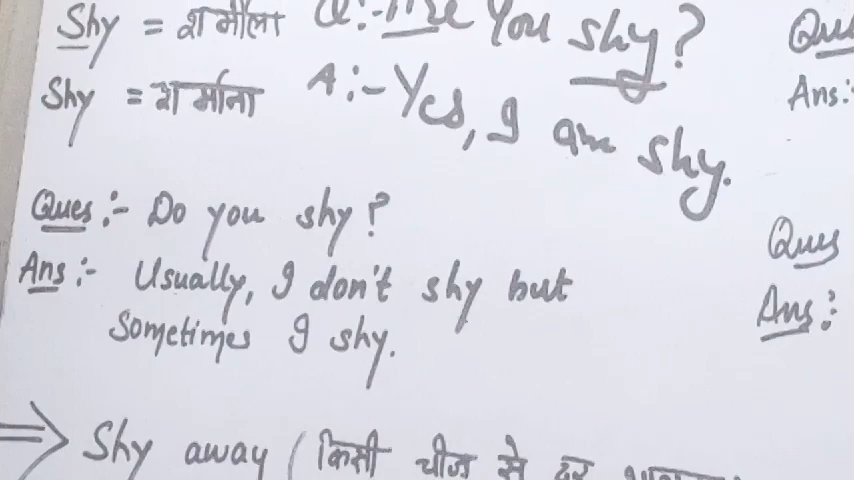 Shy = शर्मीला Q:- Are You shy?
Shy = शर्माना A:- Yes, I am shy.
Ques:- Do you shy?
Ans:- Usually, I don't shy but
Sometimes I shy.
⇒ Shy away (किसी चीज से दूर
Ans:-
Ques
Ans: